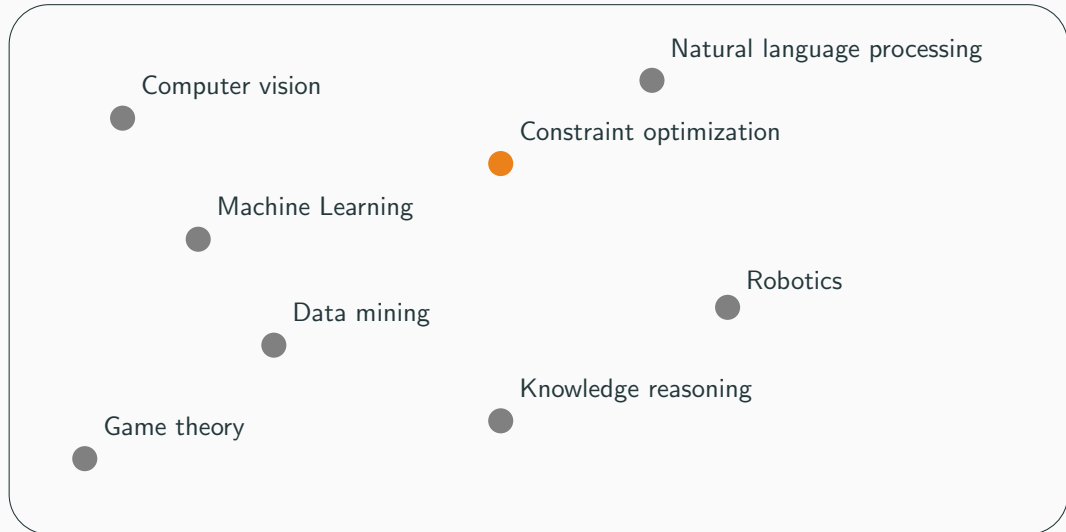 Natural language processing
Computer vision
Constraint optimization
Machine Learning
Robotics
Data mining
Knowledge reasoning
Game theory